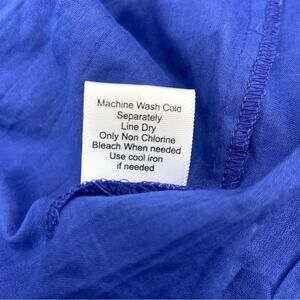 Machine Wash Cold
Separately
Line Dry
Only Non Chlorine
Bleach When needed
Use cool iron
if needed